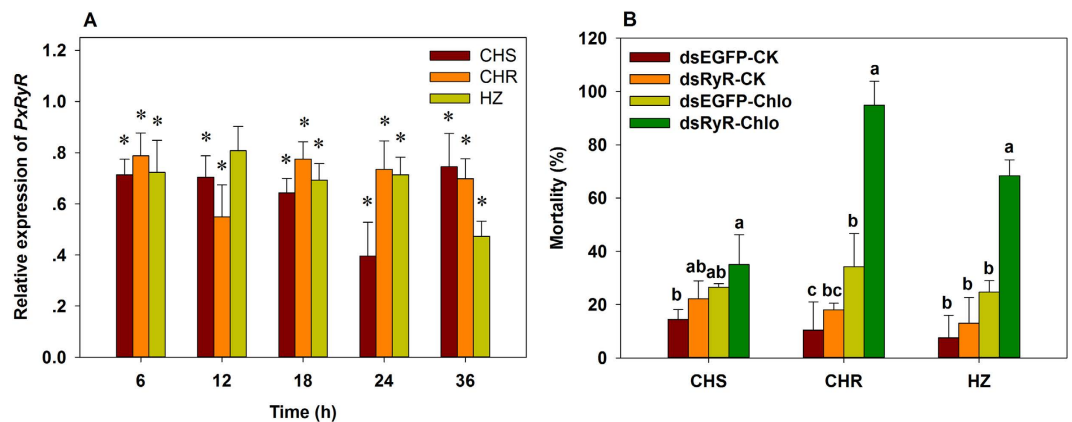 A
Relative expression of PxRyR
1.2
1.0
.8
.6
.4
.2
0.0
CHS
CHR
HZ
* * *
* *
* * *
* * *
* * *
6 12 18 24 36
Time (h)
B
Mortality (%)
120
100
80
60
40
20
0
dsEGFP-CK
dsRyR-CK
dsEGFP-Chlo
dsRyR-Chlo
b ab ab a
c bc b a
b b b a
CHS CHR HZ